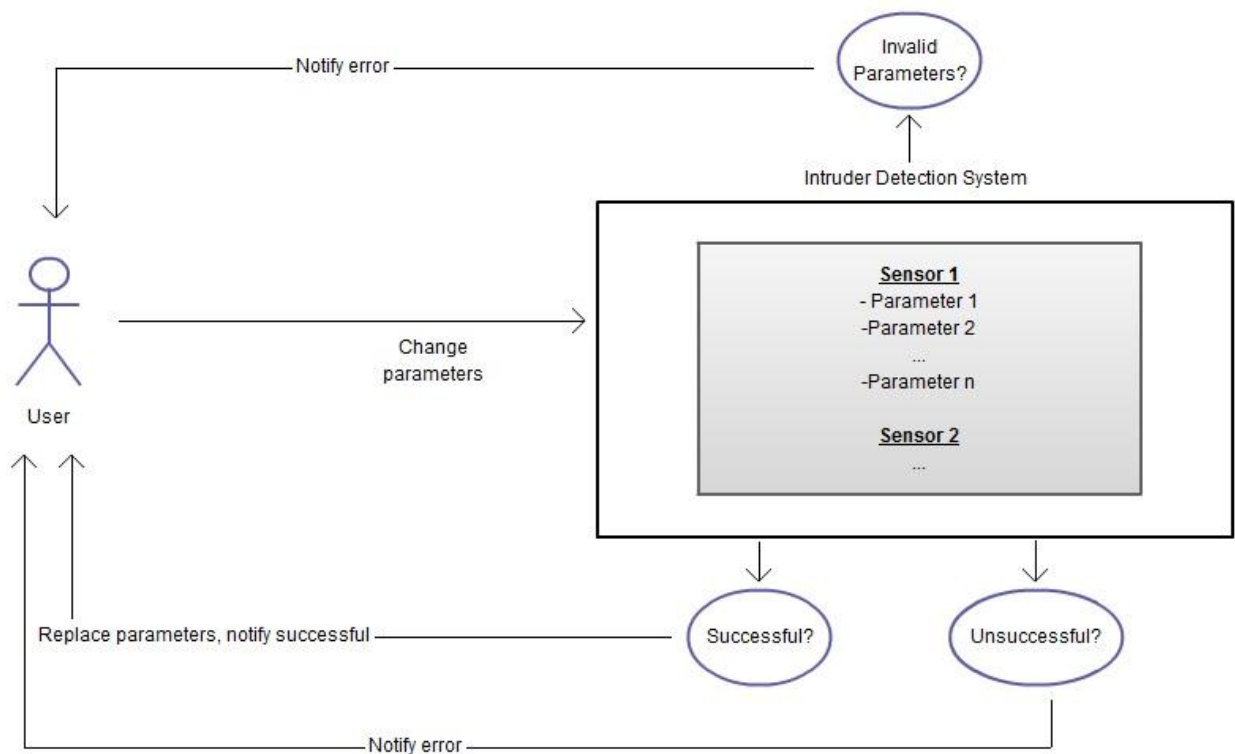 Invalid
Parameters?
Notify error
Intruder Detection System
Sensor 1
- Parameter 1
-Parameter 2
...
-Parameter n
Sensor 2
...
Change
parameters
User
Replace parameters, notify successful
Successful?
Unsuccessful?
Notify error